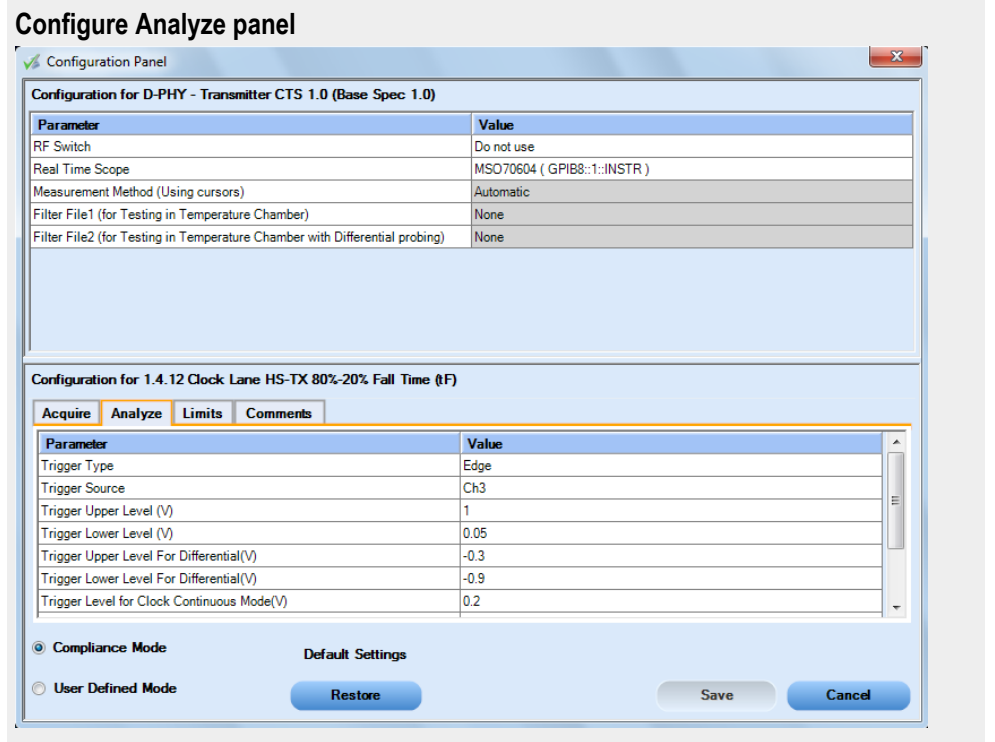 Configure Analyze panel
Configuration Panel
Configuration for D-PHY - Transmitter CTS 1.0 (Base Spec 1.0)
Parameter Value
RF Switch Do not use
Real Time Scope MSO70604 ( GPIB8::1::INSTR )
Measurement Method (Using cursors) Automatic
Filter File1 (for Testing in Temperature Chamber) None
Filter File2 (for Testing in Temperature Chamber with Differential probing) None
Configuration for 1.4.12 Clock Lane HS-TX 80%-20% Fall Time (tF)
Acquire Analyze Limits Comments
Parameter Value
Trigger Type Edge
Trigger Source Ch3
Trigger Upper Level (V) 1
Trigger Lower Level (V) 0.05
Trigger Upper Level For Differential(V) -0.3
Trigger Lower Level For Differential(V) -0.9
Trigger Level for Clock Continuous Mode(V) 0.2
Compliance Mode
Default Settings
User Defined Mode
Restore Save Cancel